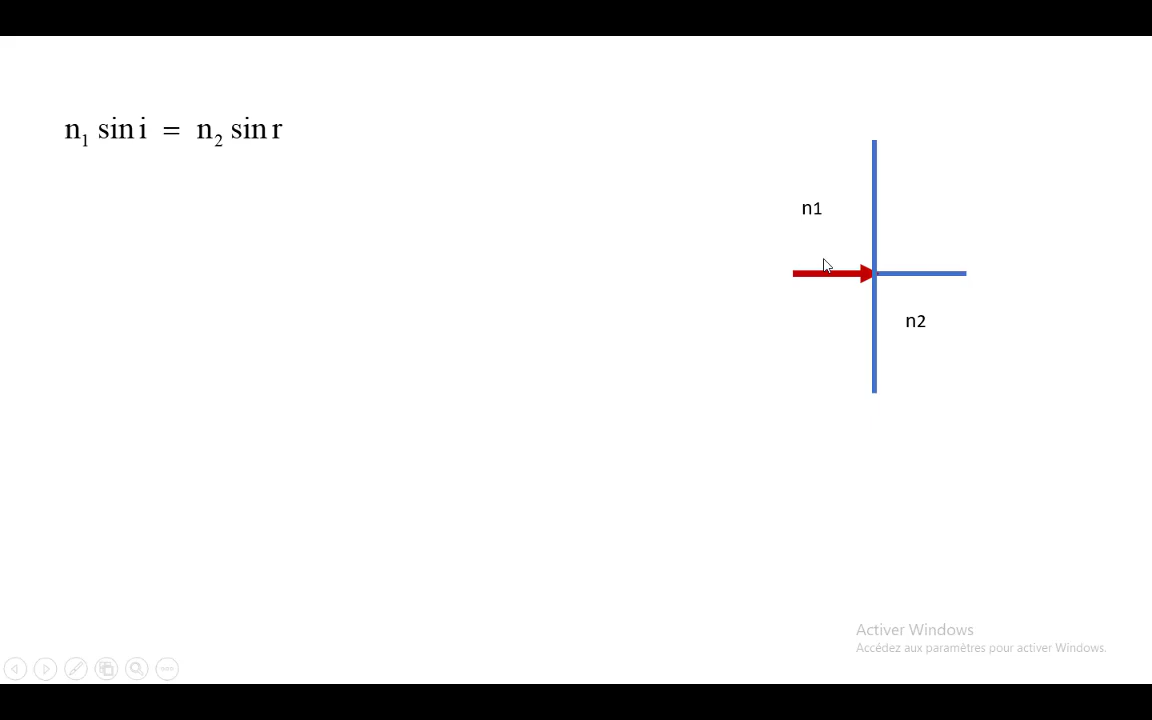 n₁ sin i = n₂ sin r
n1
n2
Activer Windows
Accédez aux paramètres pour activer Windows.